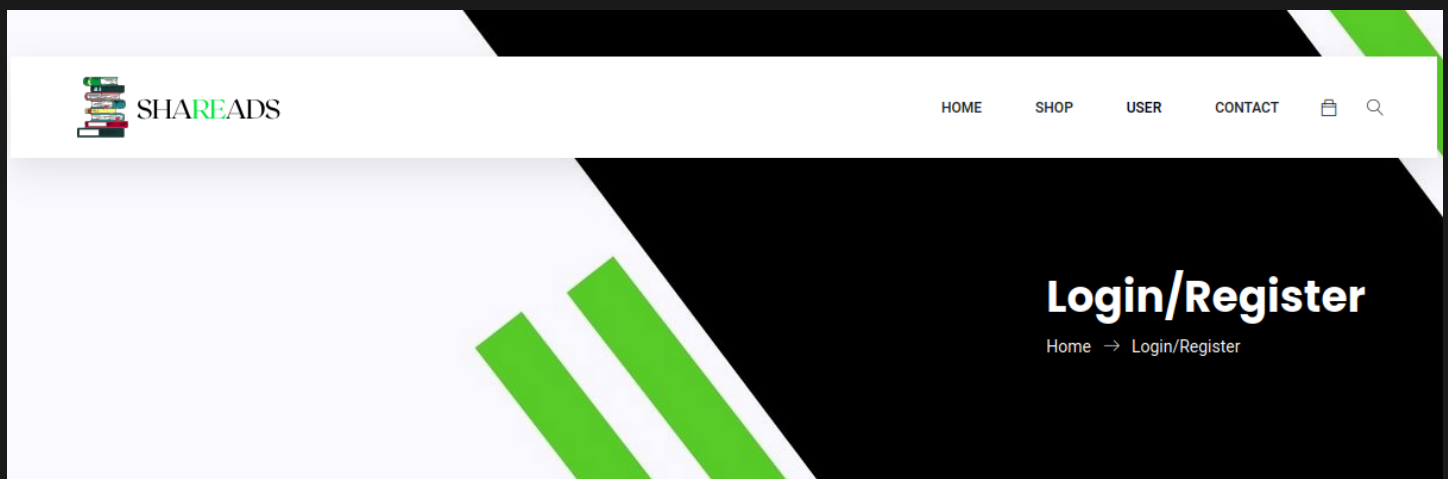 SHAREADS
HOME SHOP USER CONTACT
Login/Register
Home → Login/Register